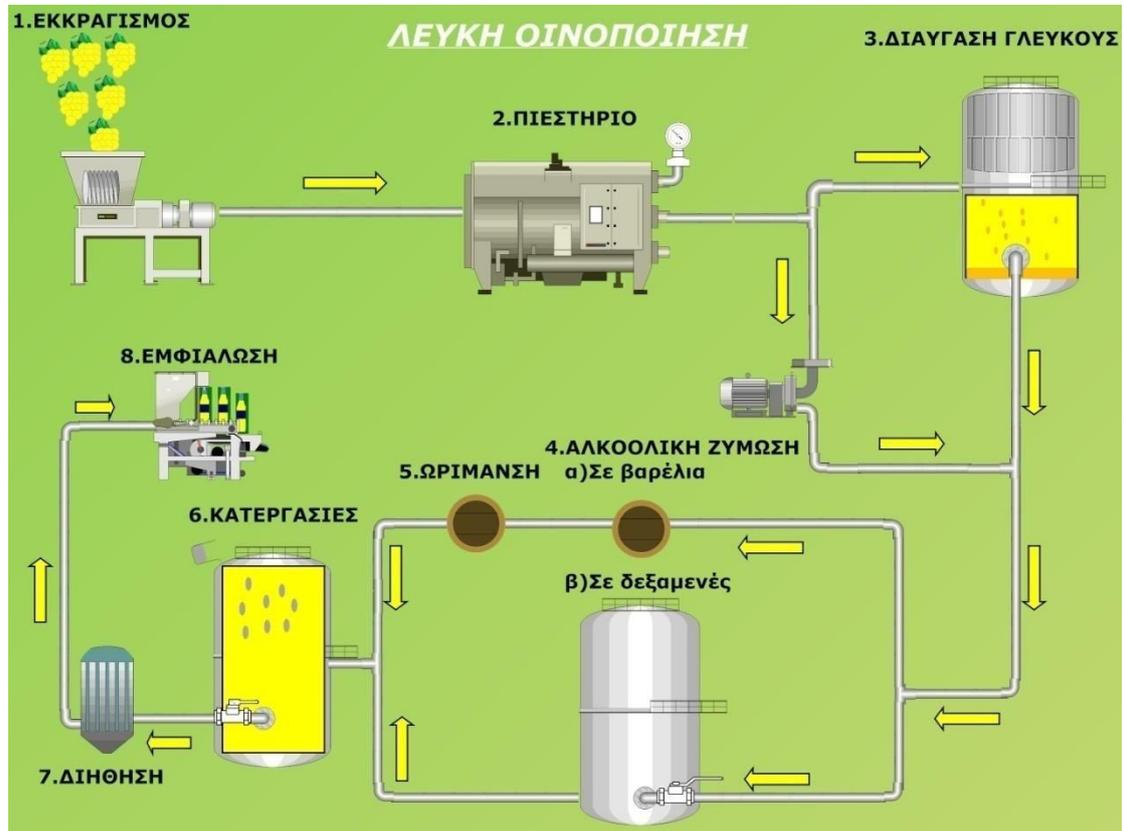 1.ΕΚΚΡΑΓΙΣΜΟΣ
ΛΕΥΚΗ ΟΙΝΟΠΟΙΗΣΗ
3.ΔΙΑΥΓΑΣΗ ΓΛΕΥΚΟΥΣ
2.ΠΙΕΣΤΗΡΙΟ
8.ΕΜΦΙΑΛΩΣΗ
4.ΑΛΚΟΟΛΙΚΗ ΖΥΜΩΣΗ
α)Σε βαρέλια
5.ΩΡΙΜΑΝΣΗ
6.ΚΑΤΕΡΓΑΣΙΕΣ
β)Σε δεξαμενές
7.ΔΙΗΘΗΣΗ